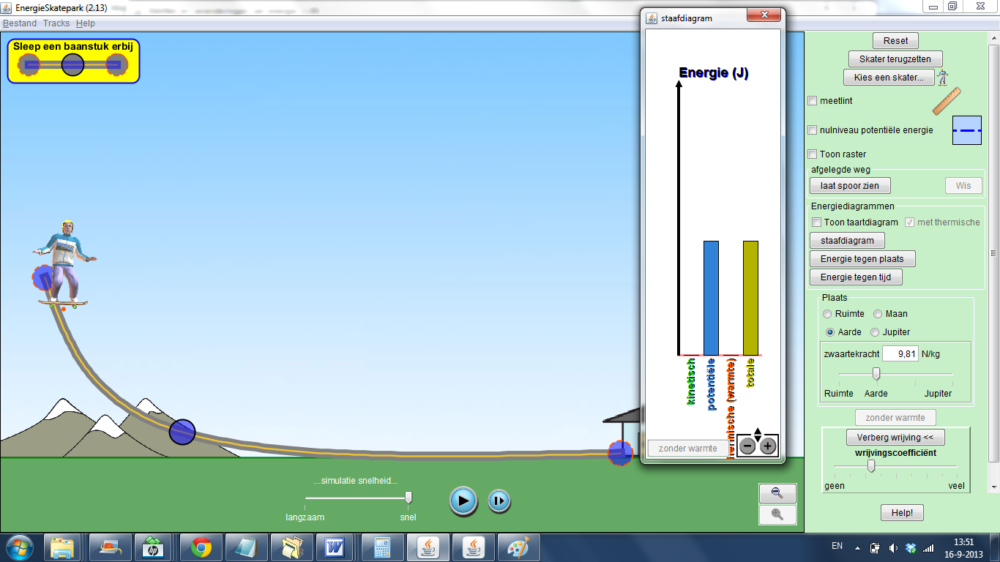 EnergieSkatepark (2.13)
Bestand Tracks Help
Sleep een baanstuk erbij
staafdiagram
Energie (J)
kinetisch
potentiële
totale
zonder warmte
Reset
Skater terugzetten
Kies een skater...
meetlint
nulniveau potentiële energie
Toon raster
afgelegde weg
laat spoor zien
Wis
Energiediagrammen
Toon taartdiagram
met thermische
staafdiagram
Energie tegen plaats
Energie tegen tijd
Plaats
Ruimte Maan
Aarde Jupiter
zwaartekracht 9,81 N/kg
Ruimte Aarde Jupiter
zonder warmte
Verberg wrijving <<
wrijvingscoefficiënt
geen veel
Help!
...simulatie snelheid...
langzaam snel
hp
W
EN
13:51
16-9-2013